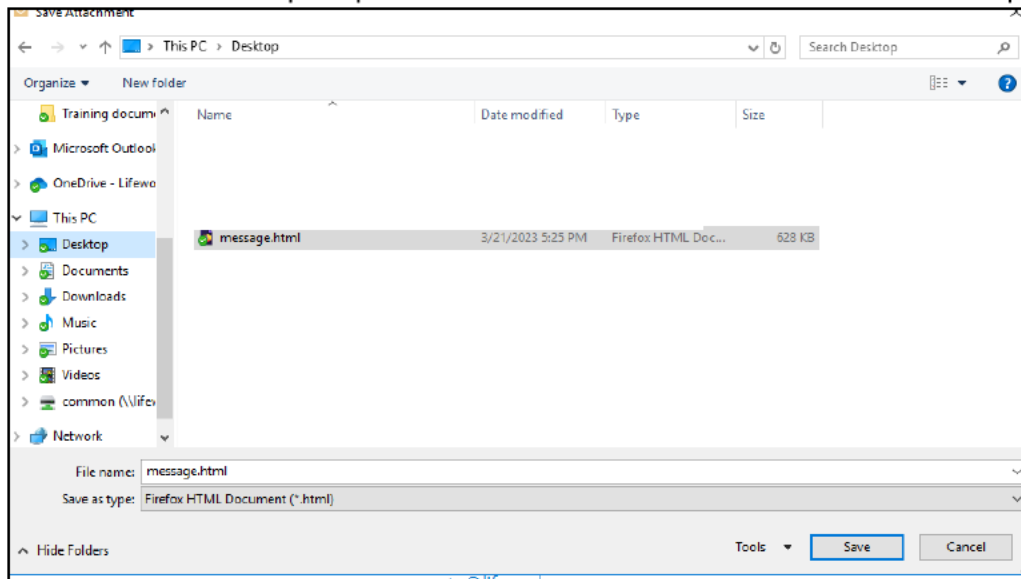 Save Attachment
This PC > Desktop
Search Desktop
Organize
New folder
Name
Date modified
Type
Size
Training docum
Microsoft Outlook
OneDrive - Lifewo
This PC
Desktop
message.html 3/21/2023 5:25 PM Firefox HTML Doc... 628 KB
Documents
Downloads
Music
Pictures
Videos
common (\\lifew
Network
File name: message.html
Save as type: Firefox HTML Document (*.html)
Hide Folders
Tools
Save
Cancel